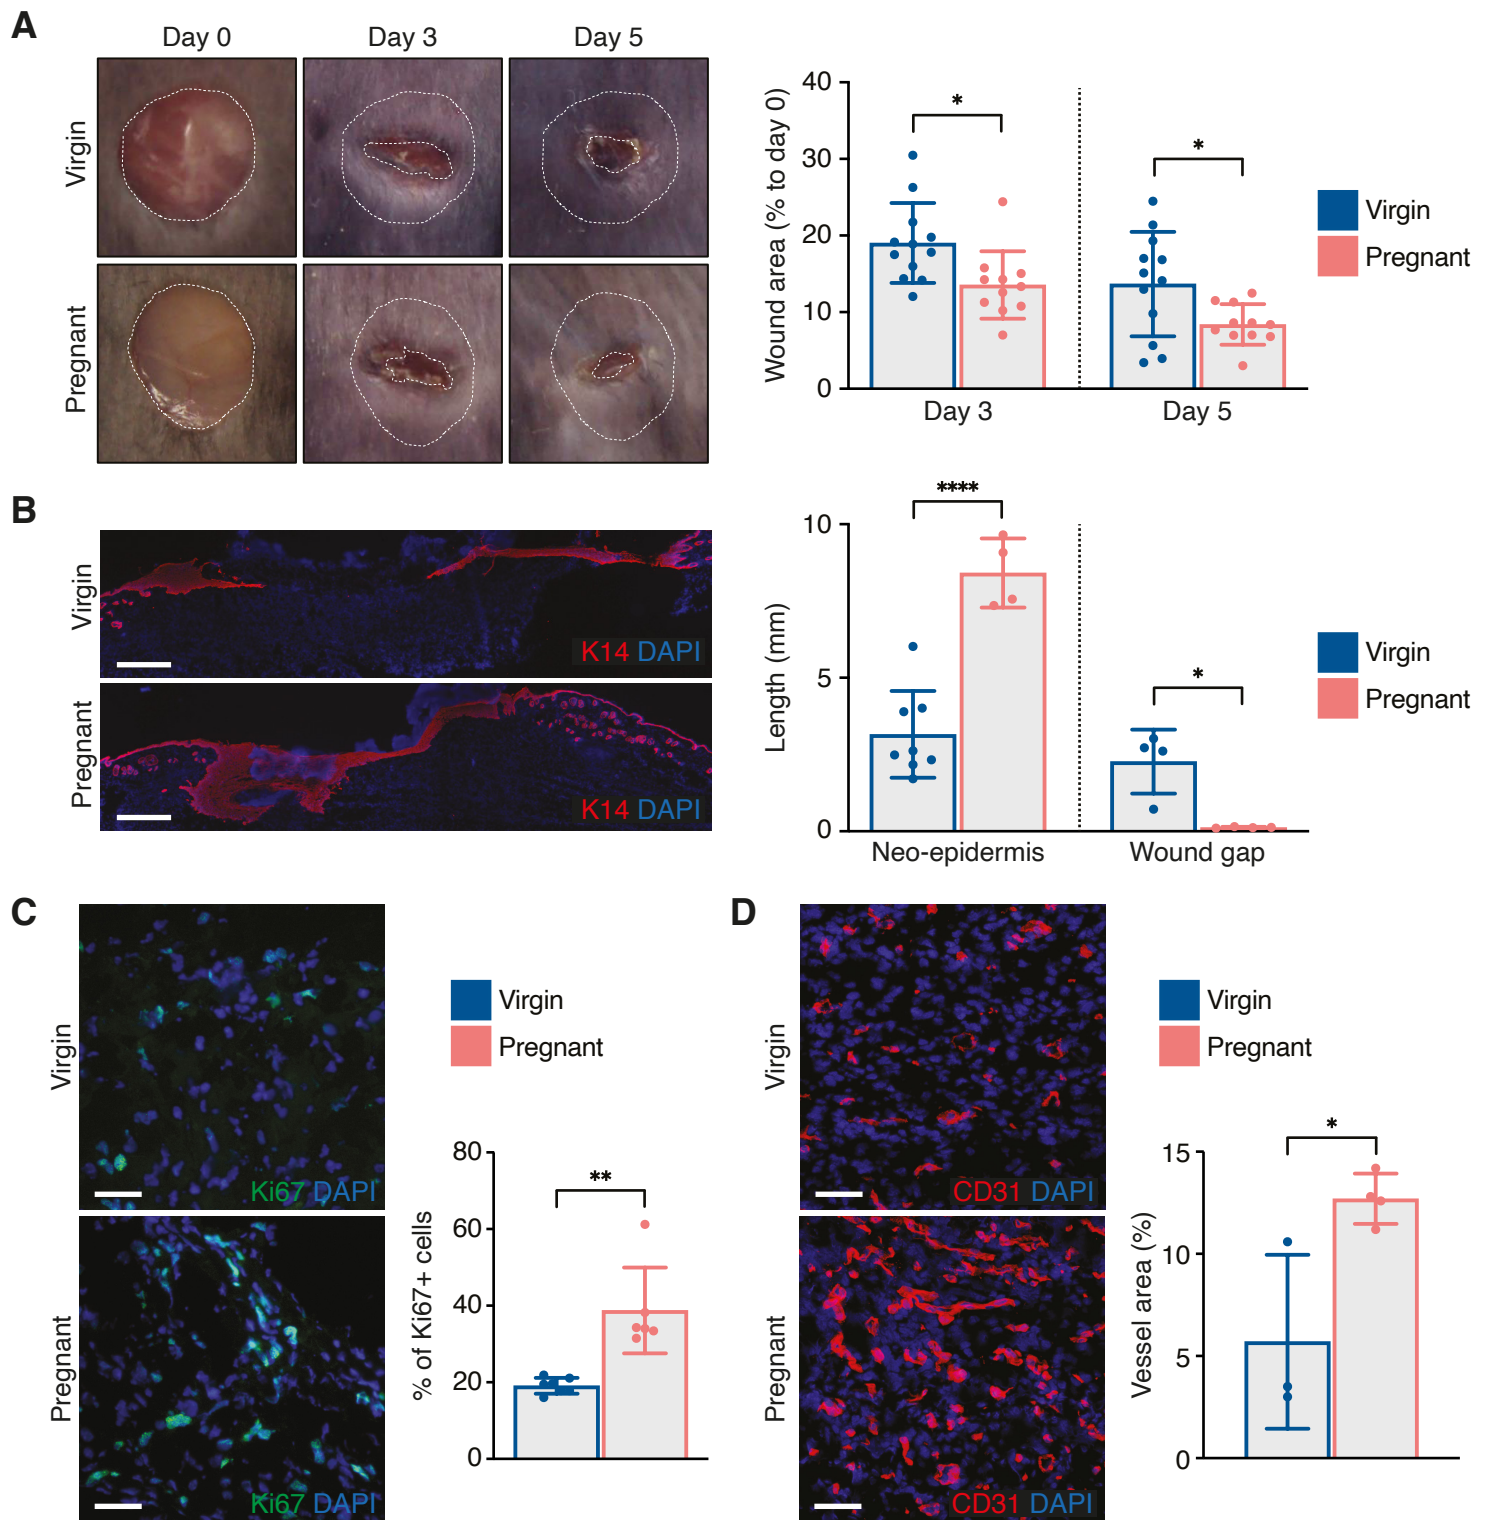 A
Day 0
Day 3
Day 5
Virgin
Pregnant
Wound area (% to day 0)
40
30
20
10
0
*
*
Day 3
Day 5
Virgin
Pregnant
B
Virgin
K14 DAPI
Pregnant
K14 DAPI
Length (mm)
10
5
0
****
*
Neo-epidermis
Wound gap
Virgin
Pregnant
C
Virgin
Ki67 DAPI
Pregnant
Ki67 DAPI
Virgin
Pregnant
% of Ki67+ cells
80
60
40
20
0
**
D
Virgin
CD31 DAPI
Pregnant
CD31 DAPI
Virgin
Pregnant
Vessel area (%)
15
10
5
0
*